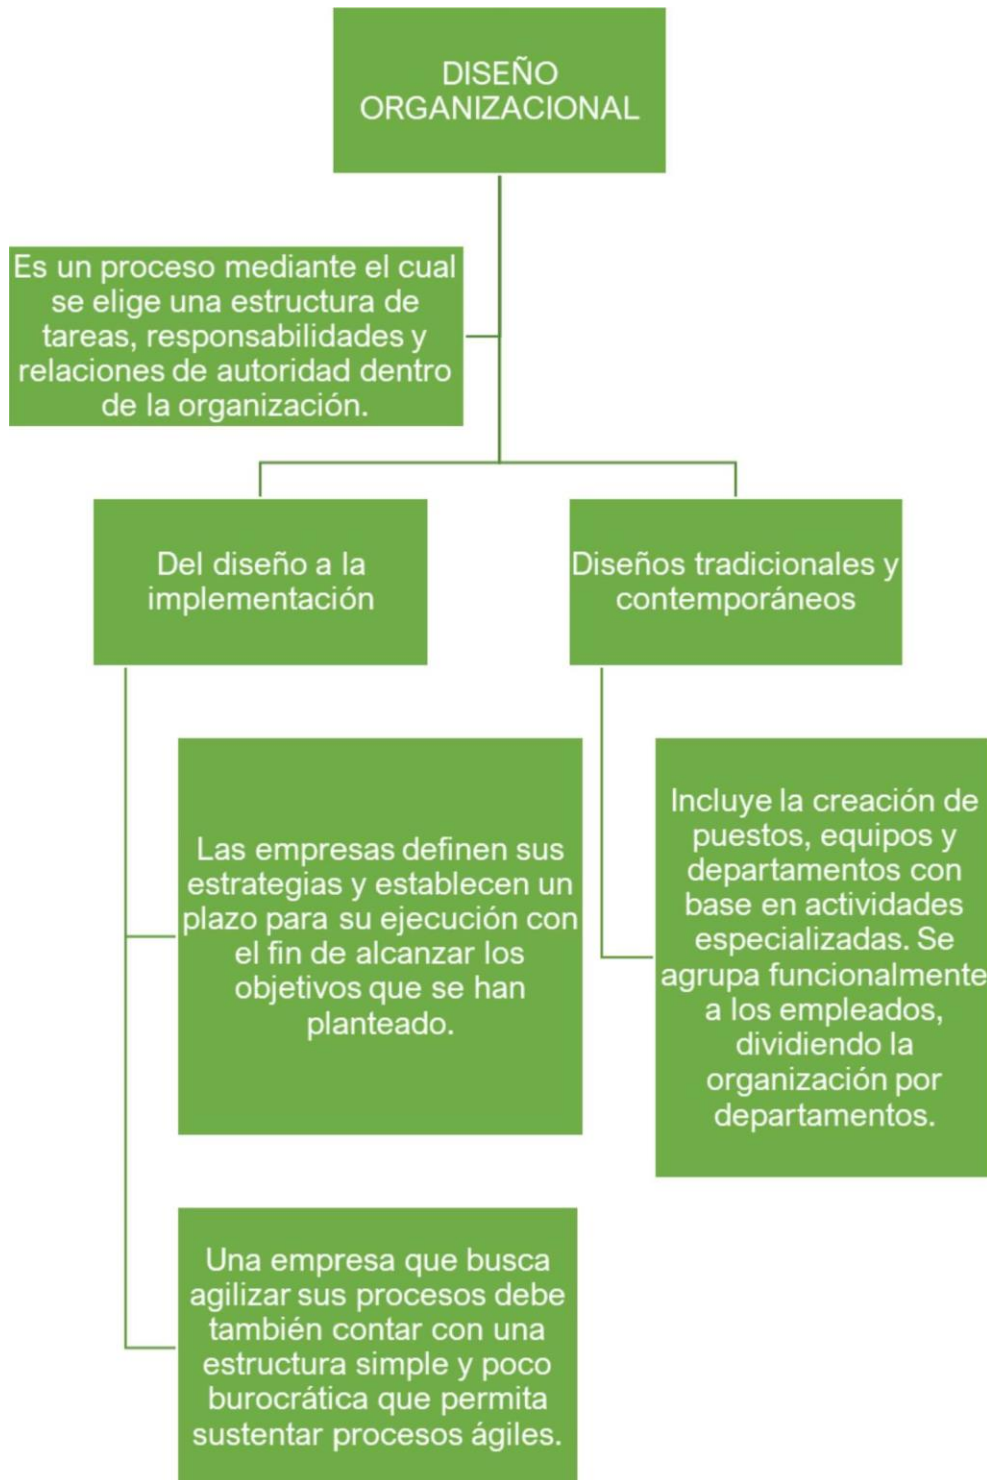 DISEÑO
ORGANIZACIONAL
Es un proceso mediante el cual
se elige una estructura de
tareas, responsabilidades y
relaciones de autoridad dentro
de la organización.
Del diseño a la
implementación
Diseños tradicionales y
contemporáneos
Las empresas definen sus
estrategias y establecen un
plazo para su ejecución con
el fin de alcanzar los
objetivos que se han
planteado.
Una empresa que busca
agilizar sus procesos debe
también contar con una
estructura simple y poco
burocrática que permita
sustentar procesos ágiles.
Incluye la creación de
puestos, equipos y
departamentos con
base en actividades
especializadas. Se
agrupa funcionalmente
a los empleados,
dividiendo la
organización por
departamentos.